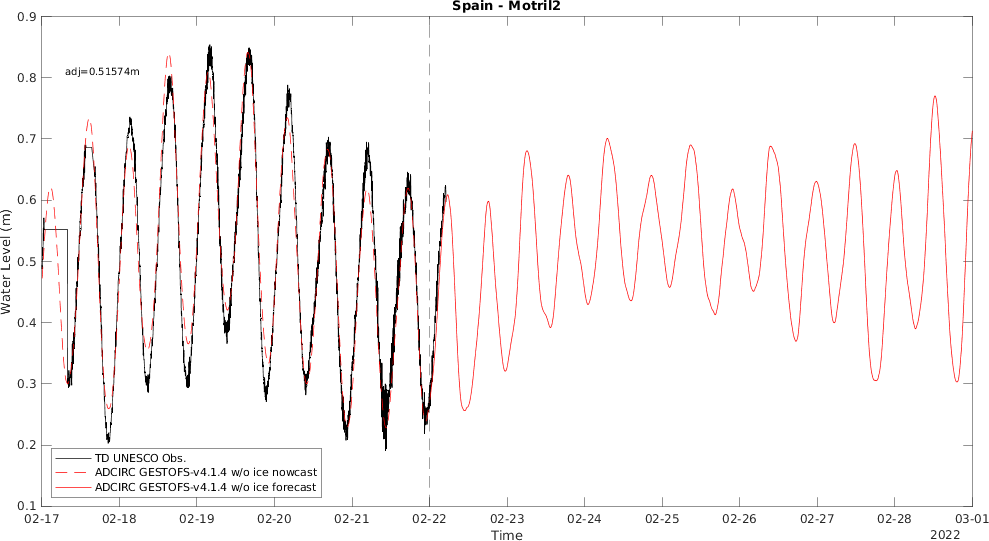 Spain - Motril2
adj=0.51574m
Water Level (m)
0.9
0.8
0.7
0.6
0.5
0.4
0.3
0.2
0.1
TD UNESCO Obs.
ADCIRC GESTOFS-v4.1.4 w/o ice nowcast
ADCIRC GESTOFS-v4.1.4 w/o ice forecast
02-17 02-18 02-19 02-20 02-21 02-22 02-23 02-24 02-25 02-26 02-27 02-28 03-01
Time
2022